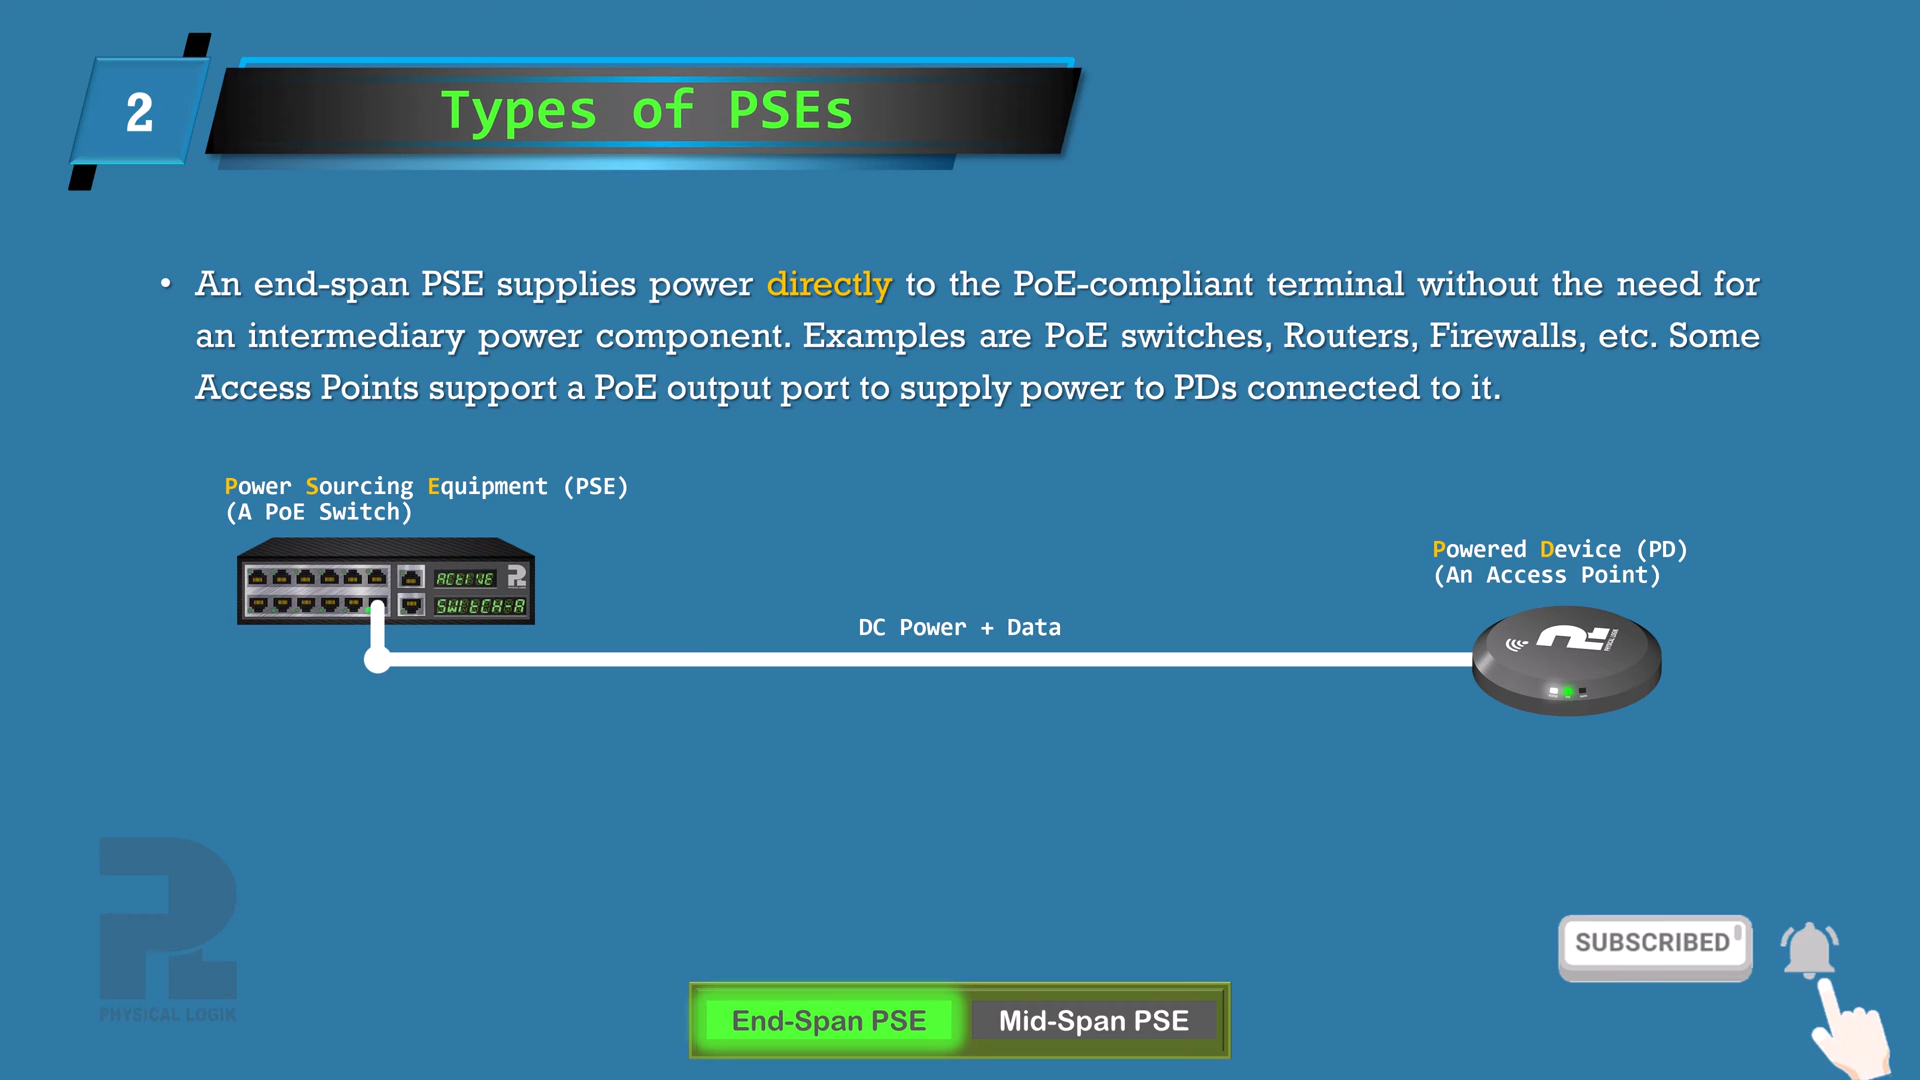 2
Types of PSEs
• An end-span PSE supplies power directly to the PoE-compliant terminal without the need for
an intermediary power component. Examples are PoE switches, Routers, Firewalls, etc. Some
Access Points support a PoE output port to supply power to PDs connected to it.
Power Sourcing Equipment (PSE)
(A PoE Switch)
ACtIVE
SWItCH-A
DC Power + Data
Powered Device (PD)
(An Access Point)
PHYSICAL LOGIK
SUBSCRIBED
End-Span PSE
Mid-Span PSE